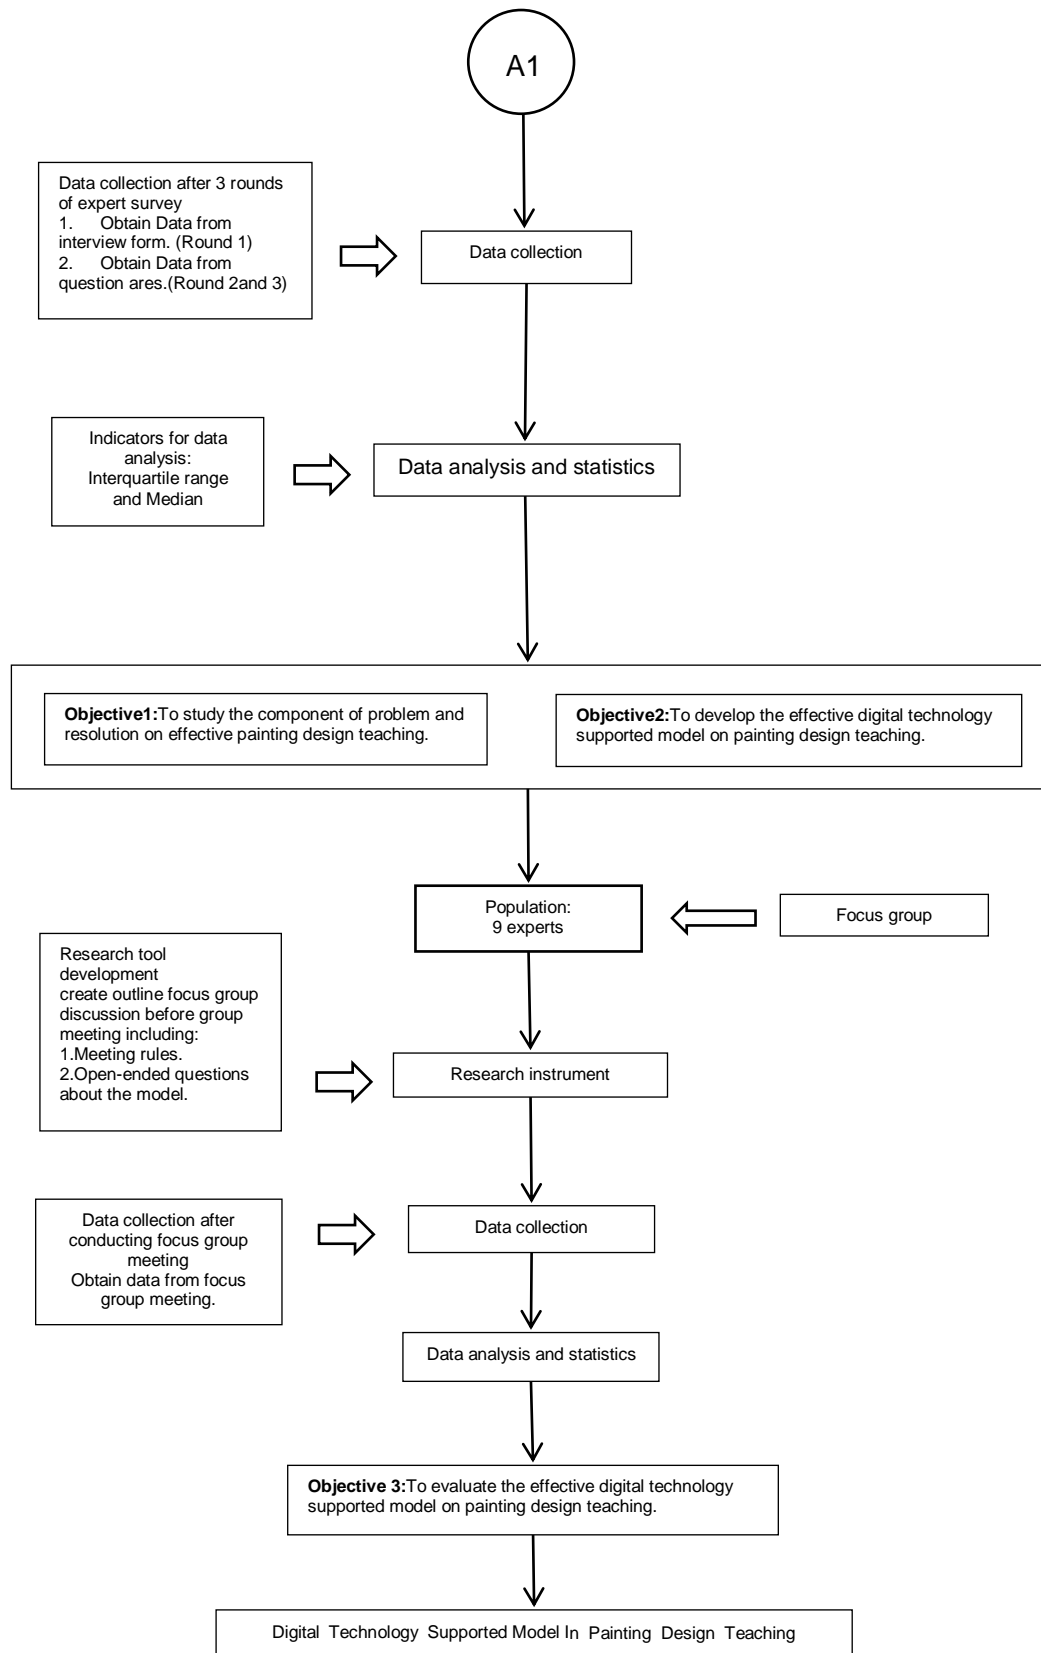 A1
Data collection after 3 rounds
of expert survey
1. Obtain Data from
interview form. (Round 1)
2. Obtain Data from
question ares.(Round 2and 3)
Data collection
Indicators for data
analysis:
Interquartile range
and Median
Data analysis and statistics
Objective1:To study the component of problem and
resolution on effective painting design teaching.
Objective2:To develop the effective digital technology
supported model on painting design teaching.
Population:
9 experts
Focus group
Research tool
development
create outline focus group
discussion before group
meeting including:
1.Meeting rules.
2.Open-ended questions
about the model.
Research instrument
Data collection after
conducting focus group
meeting
Obtain data from focus
group meeting.
Data collection
Data analysis and statistics
Objective 3:To evaluate the effective digital technology
supported model on painting design teaching.
Digital Technology Supported Model In Painting Design Teaching